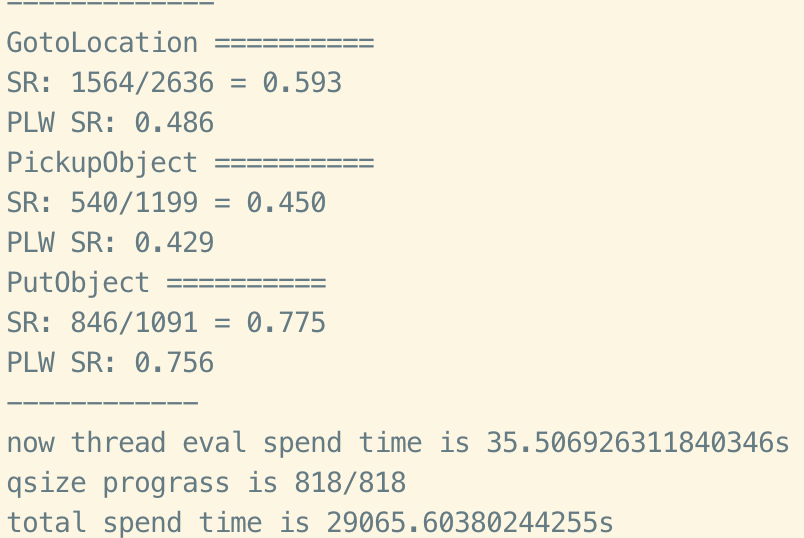 -------------
GotoLocation ==========
SR: 1564/2636 = 0.593
PLW SR: 0.486
PickupObject ==========
SR: 540/1199 = 0.450
PLW SR: 0.429
PutObject ==========
SR: 846/1091 = 0.775
PLW SR: 0.756
------------
now thread eval spend time is 35.506926311840346s
qsize prograss is 818/818
total spend time is 29065.60380244255s